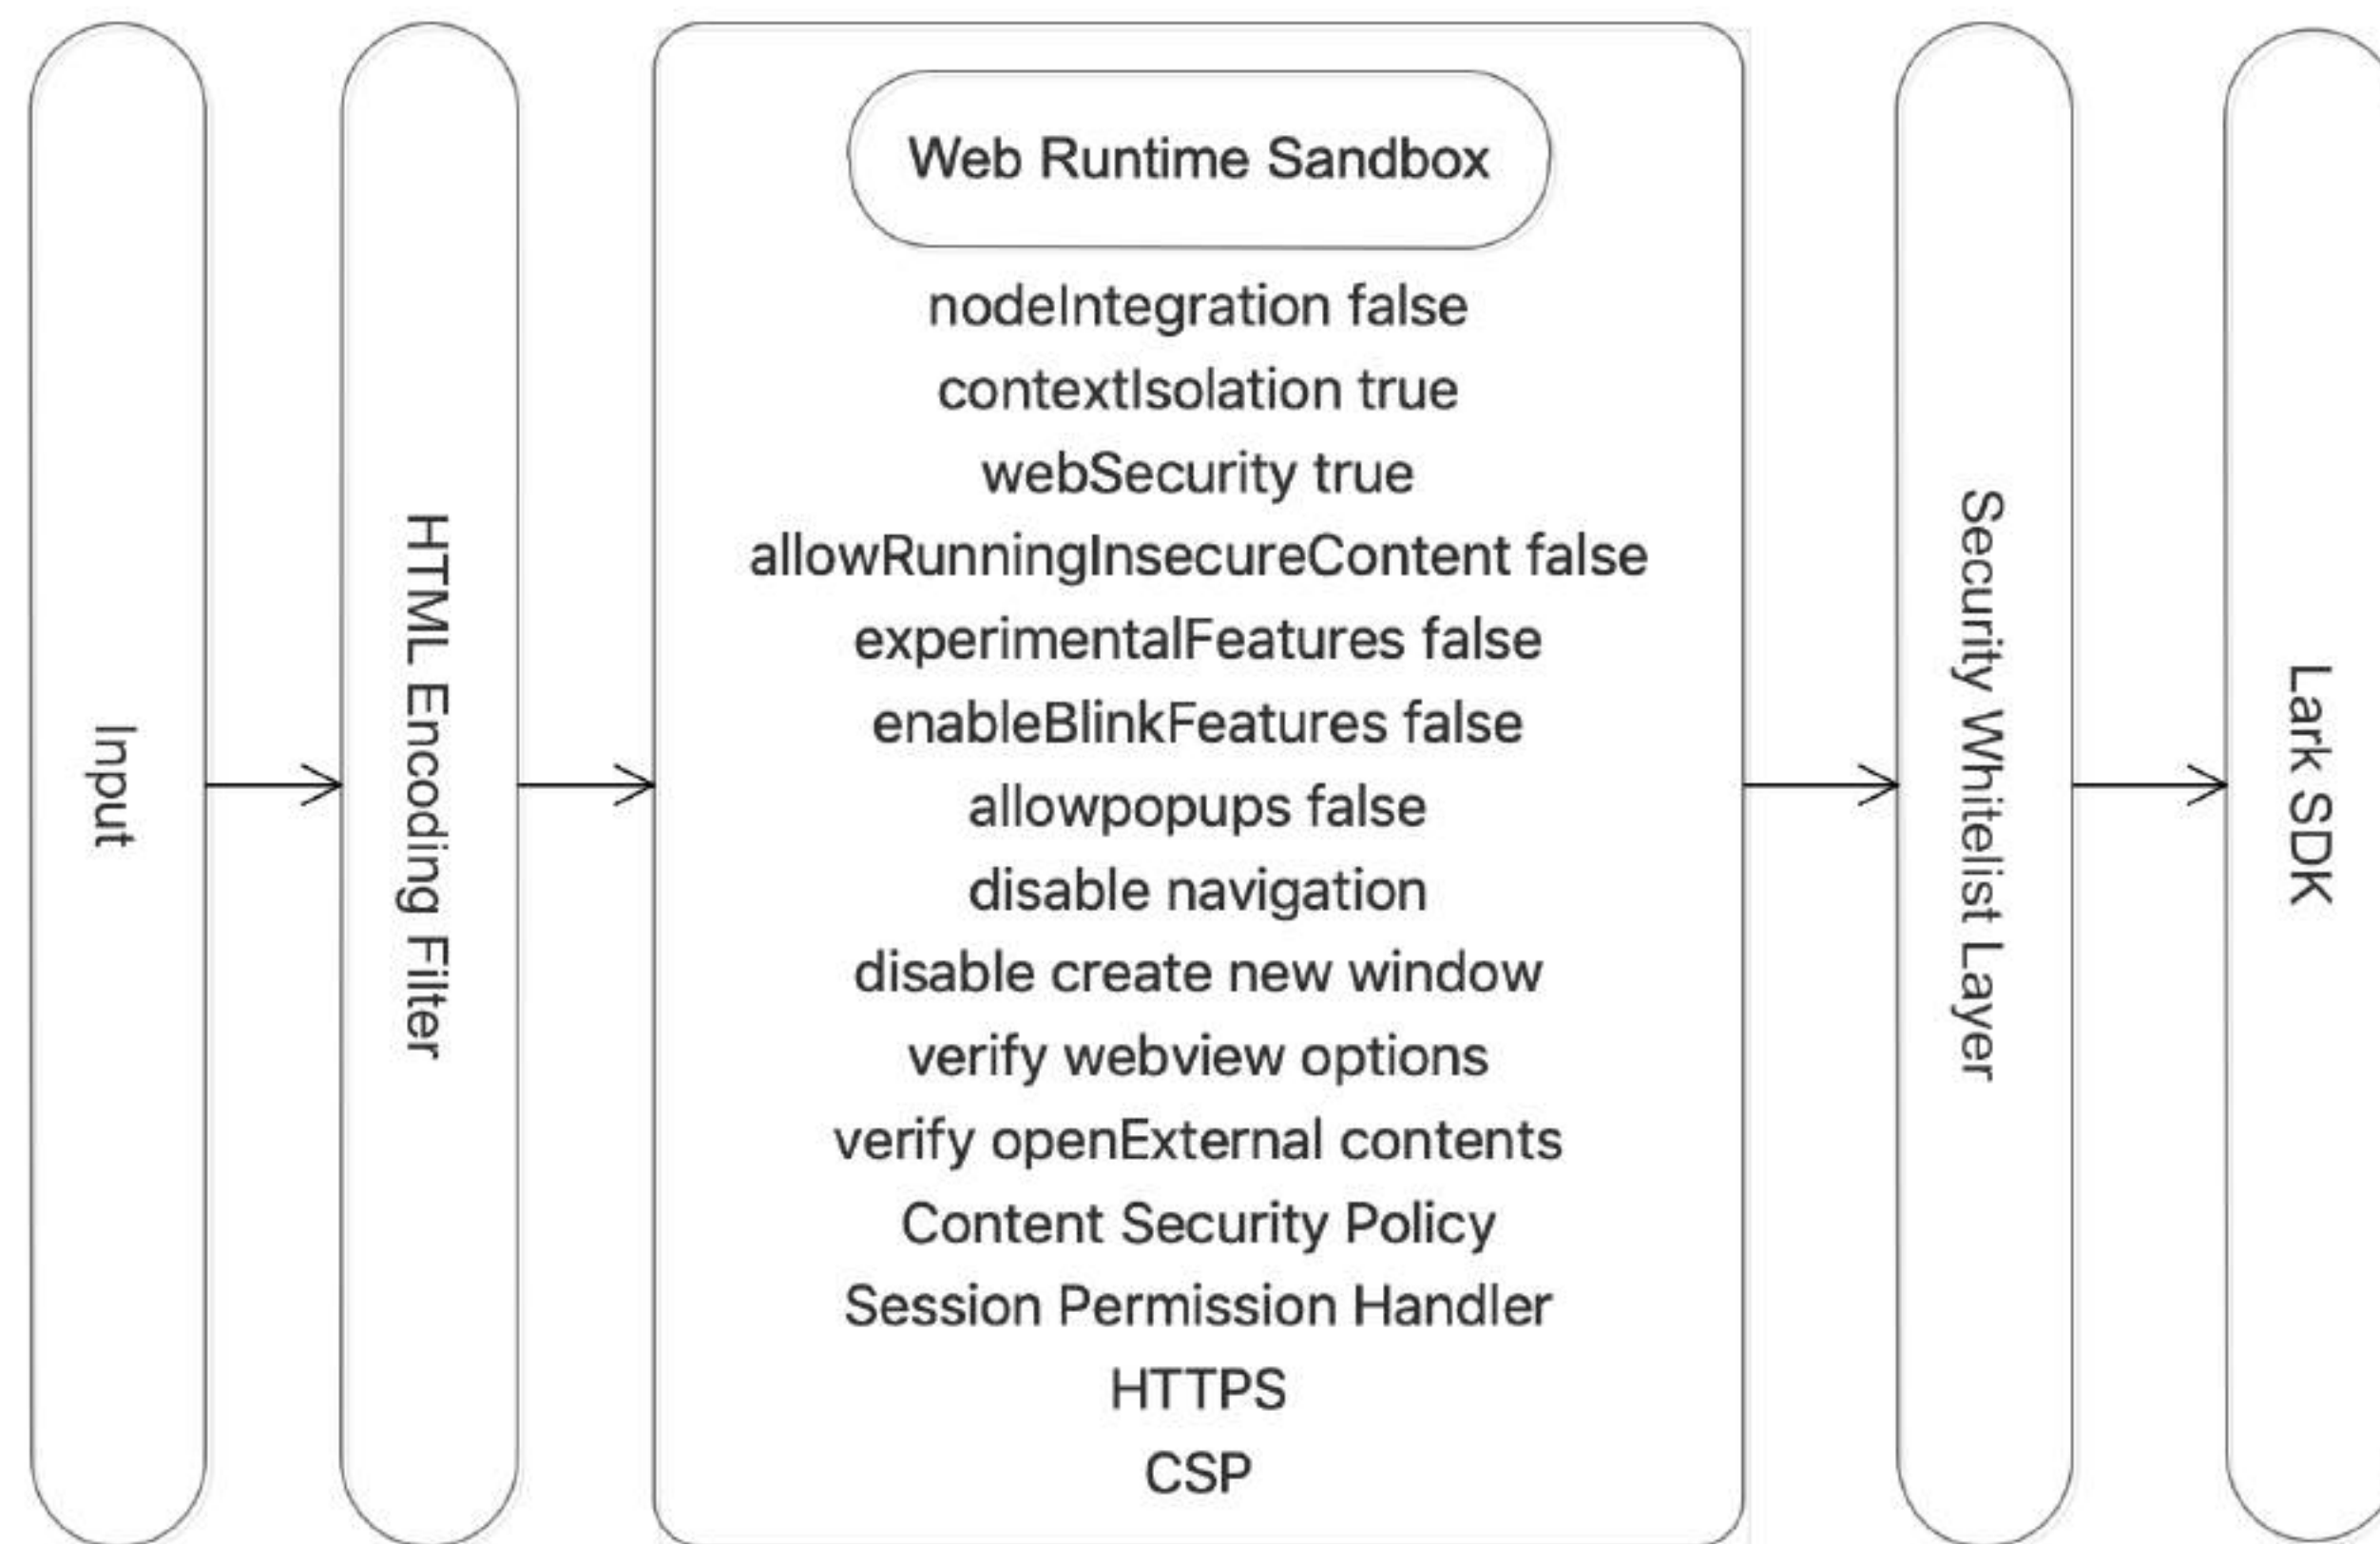 Input
HTML Encoding Filter
Web Runtime Sandbox
nodeIntegration false
contextIsolation true
webSecurity true
allowRunningInsecureContent false
experimentalFeatures false
enableBlinkFeatures false
allowpopups false
disable navigation
disable create new window
verify webview options
verify openExternal contents
Content Security Policy
Session Permission Handler
HTTPS
CSP
Security Whitelist Layer
Lark SDK